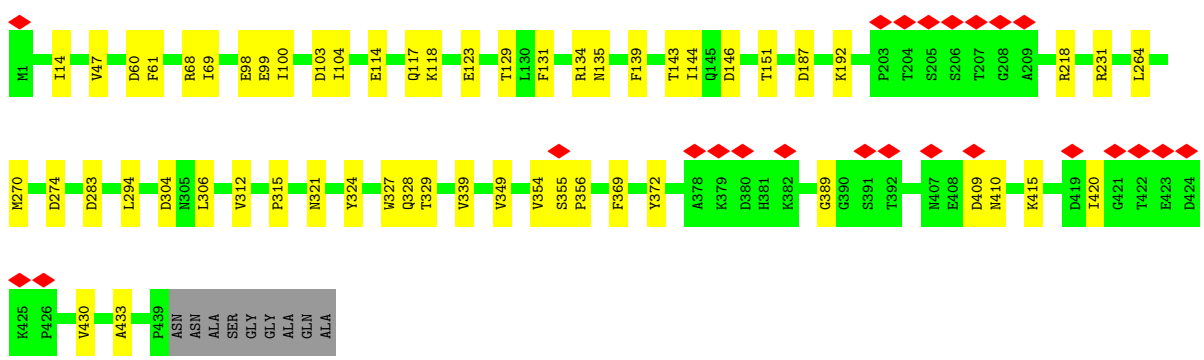 M1 I14 V47 D60 F61 R68 I69 E98 E99 I100 D103 I104 E114 Q117 K118 E123 T129 L130 F131 R134 N135 F139 T143 I144 Q145 D146 T151 D187 K192 P203 T204 S205 S206 T207 G208 A209 R218 R231 L264
M270 D274 D283 L294 D304 N305 L306 V312 P315 N321 Y324 W327 Q328 T329 V339 V349 V354 S355 P356 F369 Y372 A378 K379 D380 H381 K382 G389 G390 S391 T392 N407 E408 D409 N410 K415 D419 I420 G421 T422 E423 D424
K425 P426 V430 A433 P439 ASN ASN ALA SER GLY GLY ALA GLN ALA